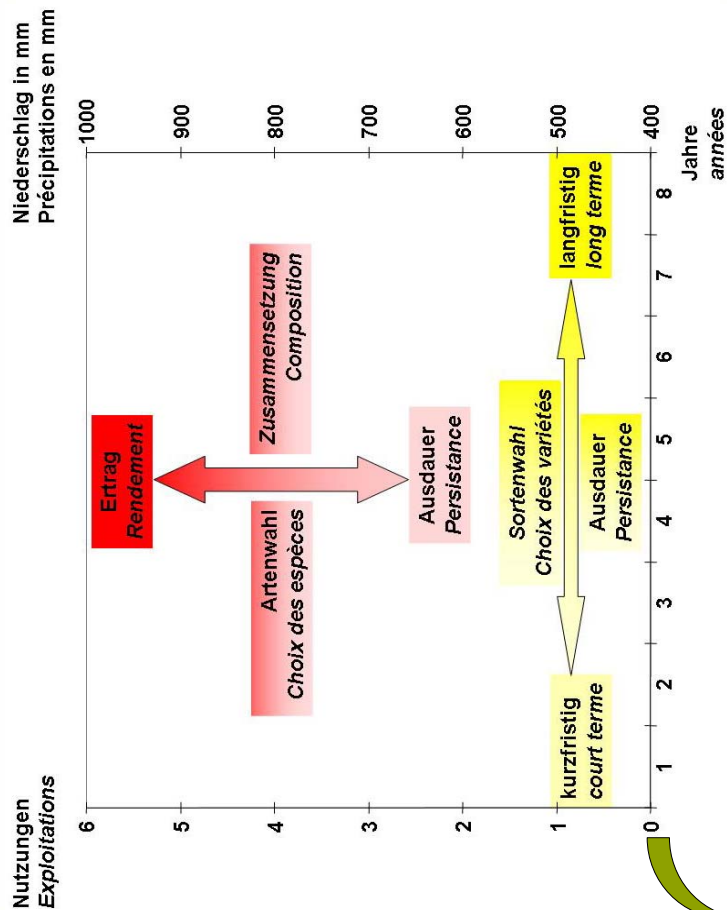 Nutzungen
Exploitations
Niederschlag in mm
Précipitations en mm
6
5
4
3
2
1
0
1000
900
800
700
600
500
400
Ertrag
Rendement
Artenwahl
Choix des espèces
Zusammensetzung
Composition
Ausdauer
Persistance
Sortenwahl
Choix des variétés
kurzfristig
court terme
langfristig
long terme
Ausdauer
Persistance
1
2
3
4
5
6
7
8
Jahre
années